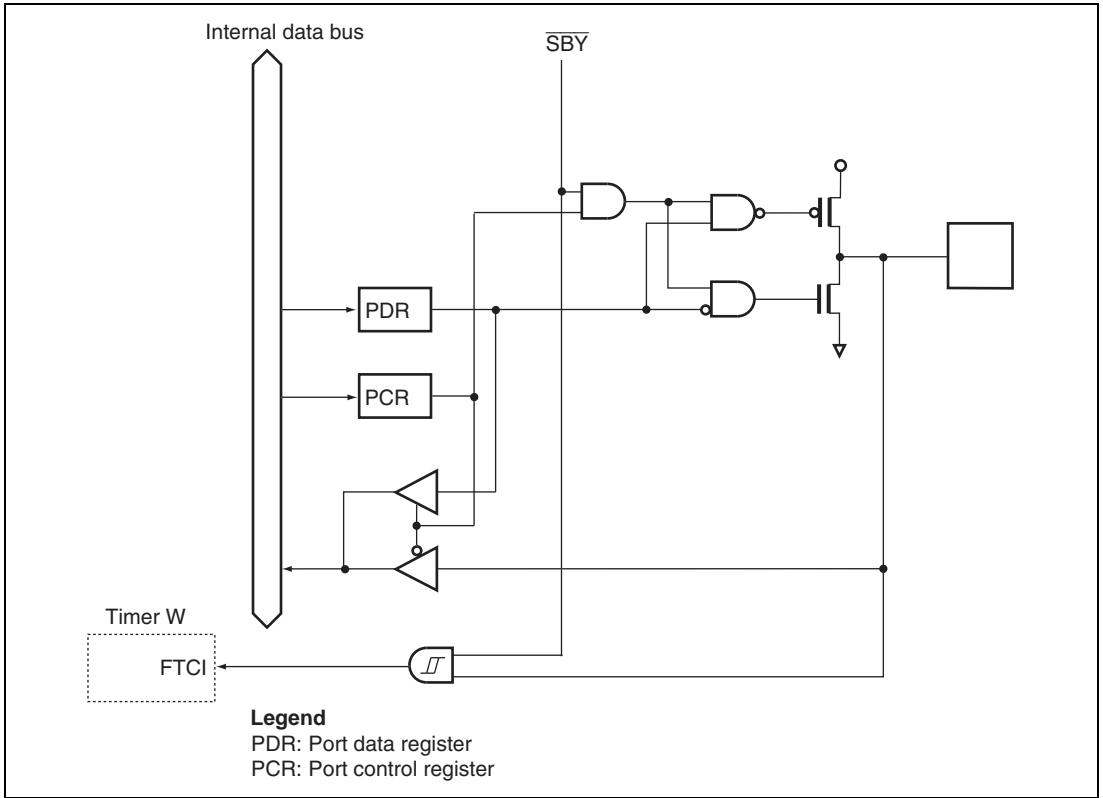 Internal data bus
SBY
PDR
PCR
Timer W
FTCI
Legend
PDR: Port data register
PCR: Port control register